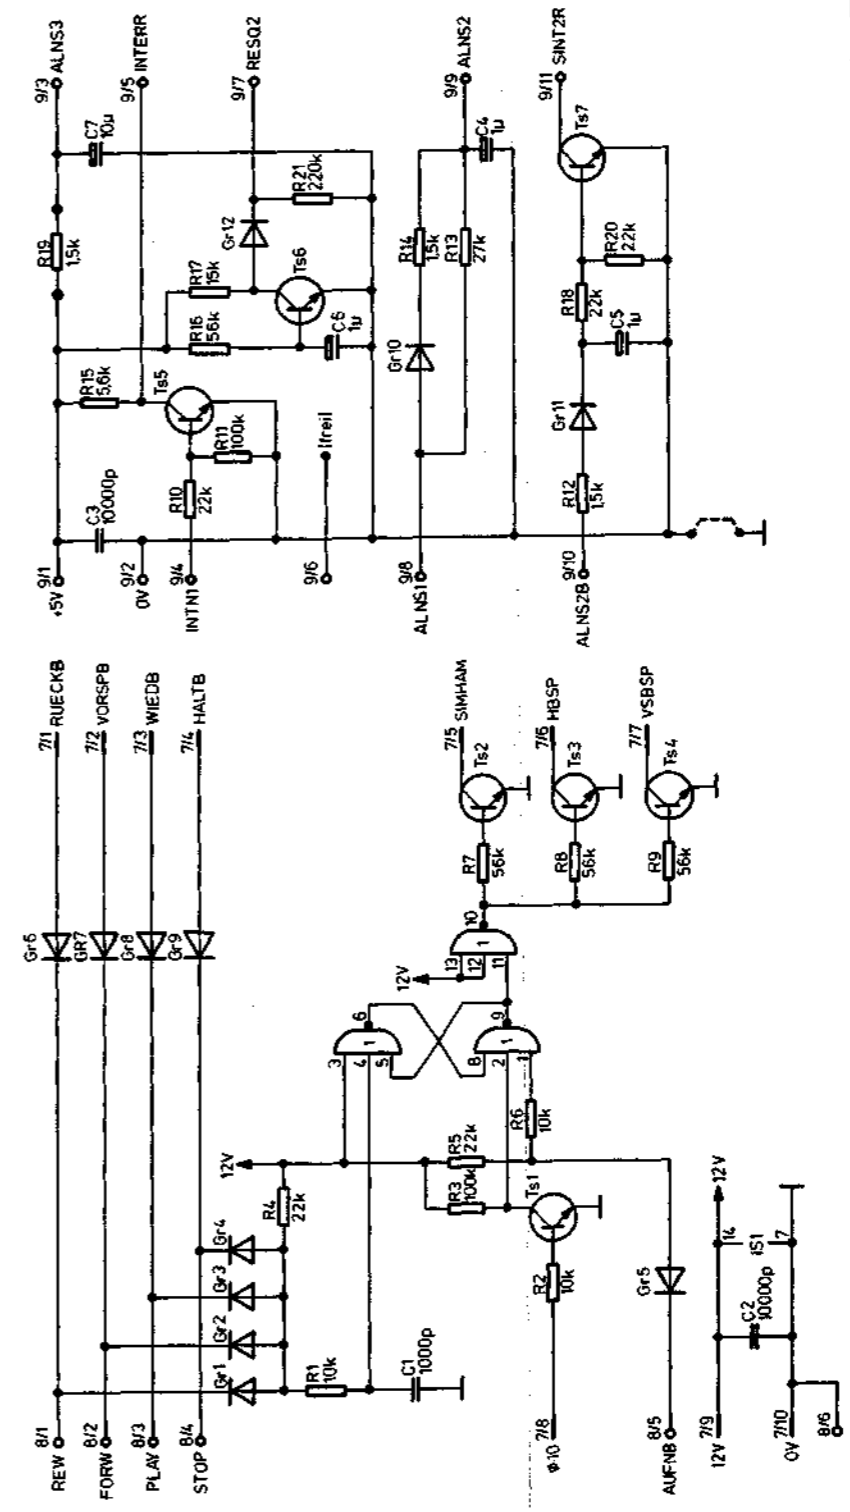 9/3 ALNS3
9/5 INTERR
9/7 RESQ2
9/9 ALNS2
9/11 SINT2R
C7
10µ
R19
1,5k
R21
220k
Gr12
R17
15k
R16
56k
Ts6
C6
1µ
R15
5,6k
Ts5
R11
100k
R10
22k
C3
10000p
+5V 9/1
0V 9/2
INTN1 9/4
9/6
Ifreil
ALNS1 9/8
ALNS2B 9/10
C4
1µ
R14
1,5k
R13
27k
Gr10
Ts7
R20
22k
R18
22k
C5
1µ
Gr11
R12
1,5k
7/1 RUECKB
7/2 VORSPB
7/3 WIEDB
7/4 HALTB
7/5 SIMHAM
7/6 HBSP
7/7 VSBSP
Ts2
Ts3
Ts4
R7
56k
R8
56k
R9
56k
Gr6
GR7
Gr8
Gr9
10
1
13
12
11
12V
6
1
3
4
5
9
1
8
2
1
R6
10k
R5
22k
R3
100k
12V
R4
22k
Gr4
Gr3
Gr2
Gr1
R1
10k
C1
1000p
Ts1
R2
10k
Gr5
12V
14
IS1
7
C2
10000p
REW 8/1
FORW 8/2
PLAY 8/3
STOP 8/4
Φ10 7/8
AUFNB 8/5
12V 7/9
0V 7/10
8/6